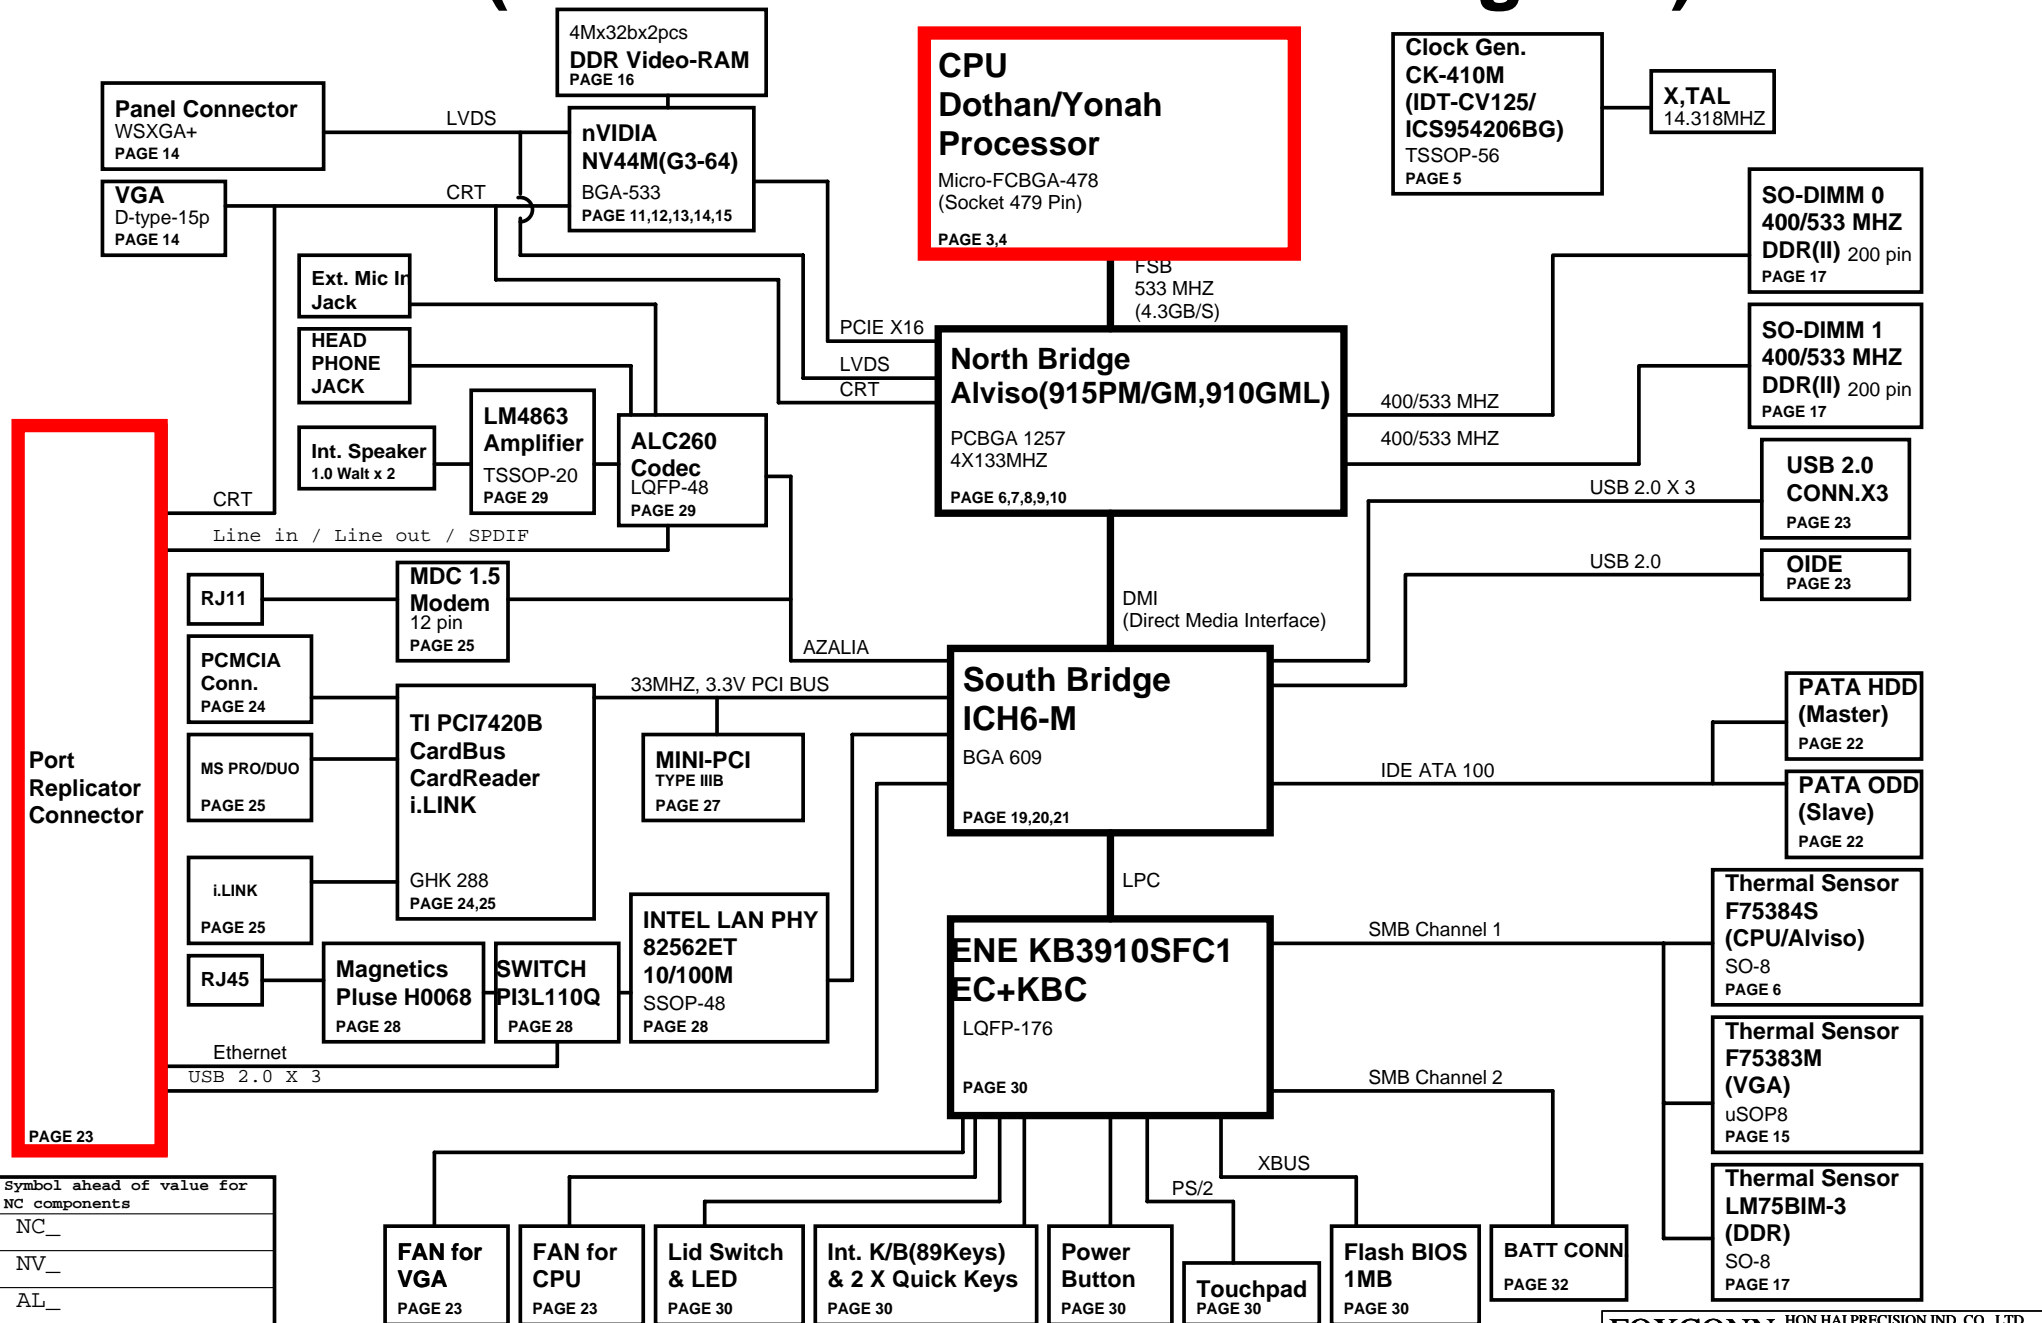 4Mx32bx2pcs
DDR Video-RAM
PAGE 16
CPU
Dothan/Yonah
Processor
Micro-FCBGA-478
(Socket 479 Pin)
PAGE 3,4
Clock Gen.
CK-410M
(IDT-CV125/
ICS954206BG)
TSSOP-56
PAGE 5
X,TAL
14.318MHZ
Panel Connector
WSXGA+
PAGE 14
LVDS
nVIDIA
NV44M(G3-64)
BGA-533
PAGE 11,12,13,14,15
VGA
D-type-15p
PAGE 14
CRT
SO-DIMM 0
400/533 MHZ
DDR(II) 200 pin
PAGE 17
Ext. Mic In
Jack
FSB
533 MHZ
(4.3GB/S)
HEAD
PHONE
JACK
PCIE X16
LVDS
CRT
North Bridge
Alviso(915PM/GM,910GML)
PCBGA 1257
4X133MHZ
PAGE 6,7,8,9,10
SO-DIMM 1
400/533 MHZ
DDR(II) 200 pin
PAGE 17
400/533 MHZ
400/533 MHZ
LM4863
Amplifier
TSSOP-20
PAGE 29
ALC260
Codec
LQFP-48
PAGE 29
Int. Speaker
1.0 Walt x 2
USB 2.0 X 3
USB 2.0
CONN.X3
PAGE 23
CRT
Line in / Line out / SPDIF
USB 2.0
OIDE
PAGE 23
RJ11
MDC 1.5
Modem
12 pin
PAGE 25
DMI
(Direct Media Interface)
AZALIA
PCMCIA
Conn.
PAGE 24
33MHZ, 3.3V PCI BUS
South Bridge
ICH6-M
BGA 609
PAGE 19,20,21
PATA HDD
(Master)
PAGE 22
TI PCI7420B
CardBus
CardReader
i.LINK
GHK 288
PAGE 24,25
MS PRO/DUO
PAGE 25
MINI-PCI
TYPE IIIB
PAGE 27
IDE ATA 100
PATA ODD
(Slave)
PAGE 22
Port
Replicator
Connector
PAGE 23
i.LINK
PAGE 25
LPC
Thermal Sensor
F75384S
(CPU/Alviso)
SO-8
PAGE 6
INTEL LAN PHY
82562ET
10/100M
SSOP-48
PAGE 28
ENE KB3910SFC1
EC+KBC
LQFP-176
PAGE 30
SMB Channel 1
RJ45
Magnetics
Pluse H0068
PAGE 28
SWITCH
PI3L110Q
PAGE 28
Ethernet
USB 2.0 X 3
Thermal Sensor
F75383M
(VGA)
uSOP8
PAGE 15
SMB Channel 2
Thermal Sensor
LM75BIM-3
(DDR)
SO-8
PAGE 17
XBUS
PS/2
Symbol ahead of value for
NC components
NC_
NV_
AL_
FAN for
VGA
PAGE 23
FAN for
CPU
PAGE 23
Lid Switch
& LED
PAGE 30
Int. K/B(89Keys)
& 2 X Quick Keys
PAGE 30
Power
Button
PAGE 30
Touchpad
PAGE 30
Flash BIOS
1MB
PAGE 30
BATT CONN
PAGE 32
FOXCONN HON HAI PRECISION IND. CO., LTD.